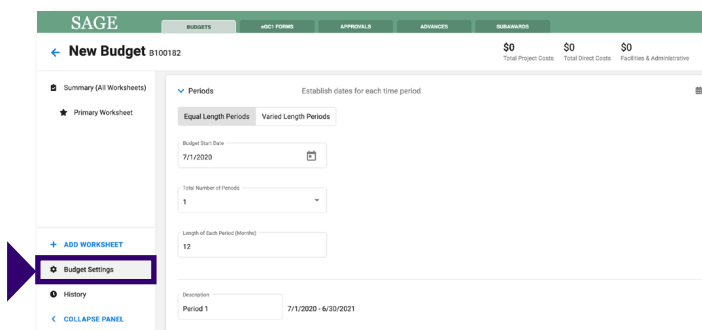 SAGE
BUDGETS eGC1 FORMS APPROVALS ADVANCES SUBAWARDS
New Budget B100182
$0 $0 $0
Total Project Costs Total Direct Costs Facilities & Administrative
Summary (All Worksheets)
Primary Worksheet
Periods Establish dates for each time period
Equal Length Periods Varied Length Periods
Budget Start Date
7/1/2020
Total Number of Periods
1
Length of Each Period (Months)
12
ADD WORKSHEET
Budget Settings
History
COLLAPSE PANEL
Description
Period 1 7/1/2020 - 6/30/2021